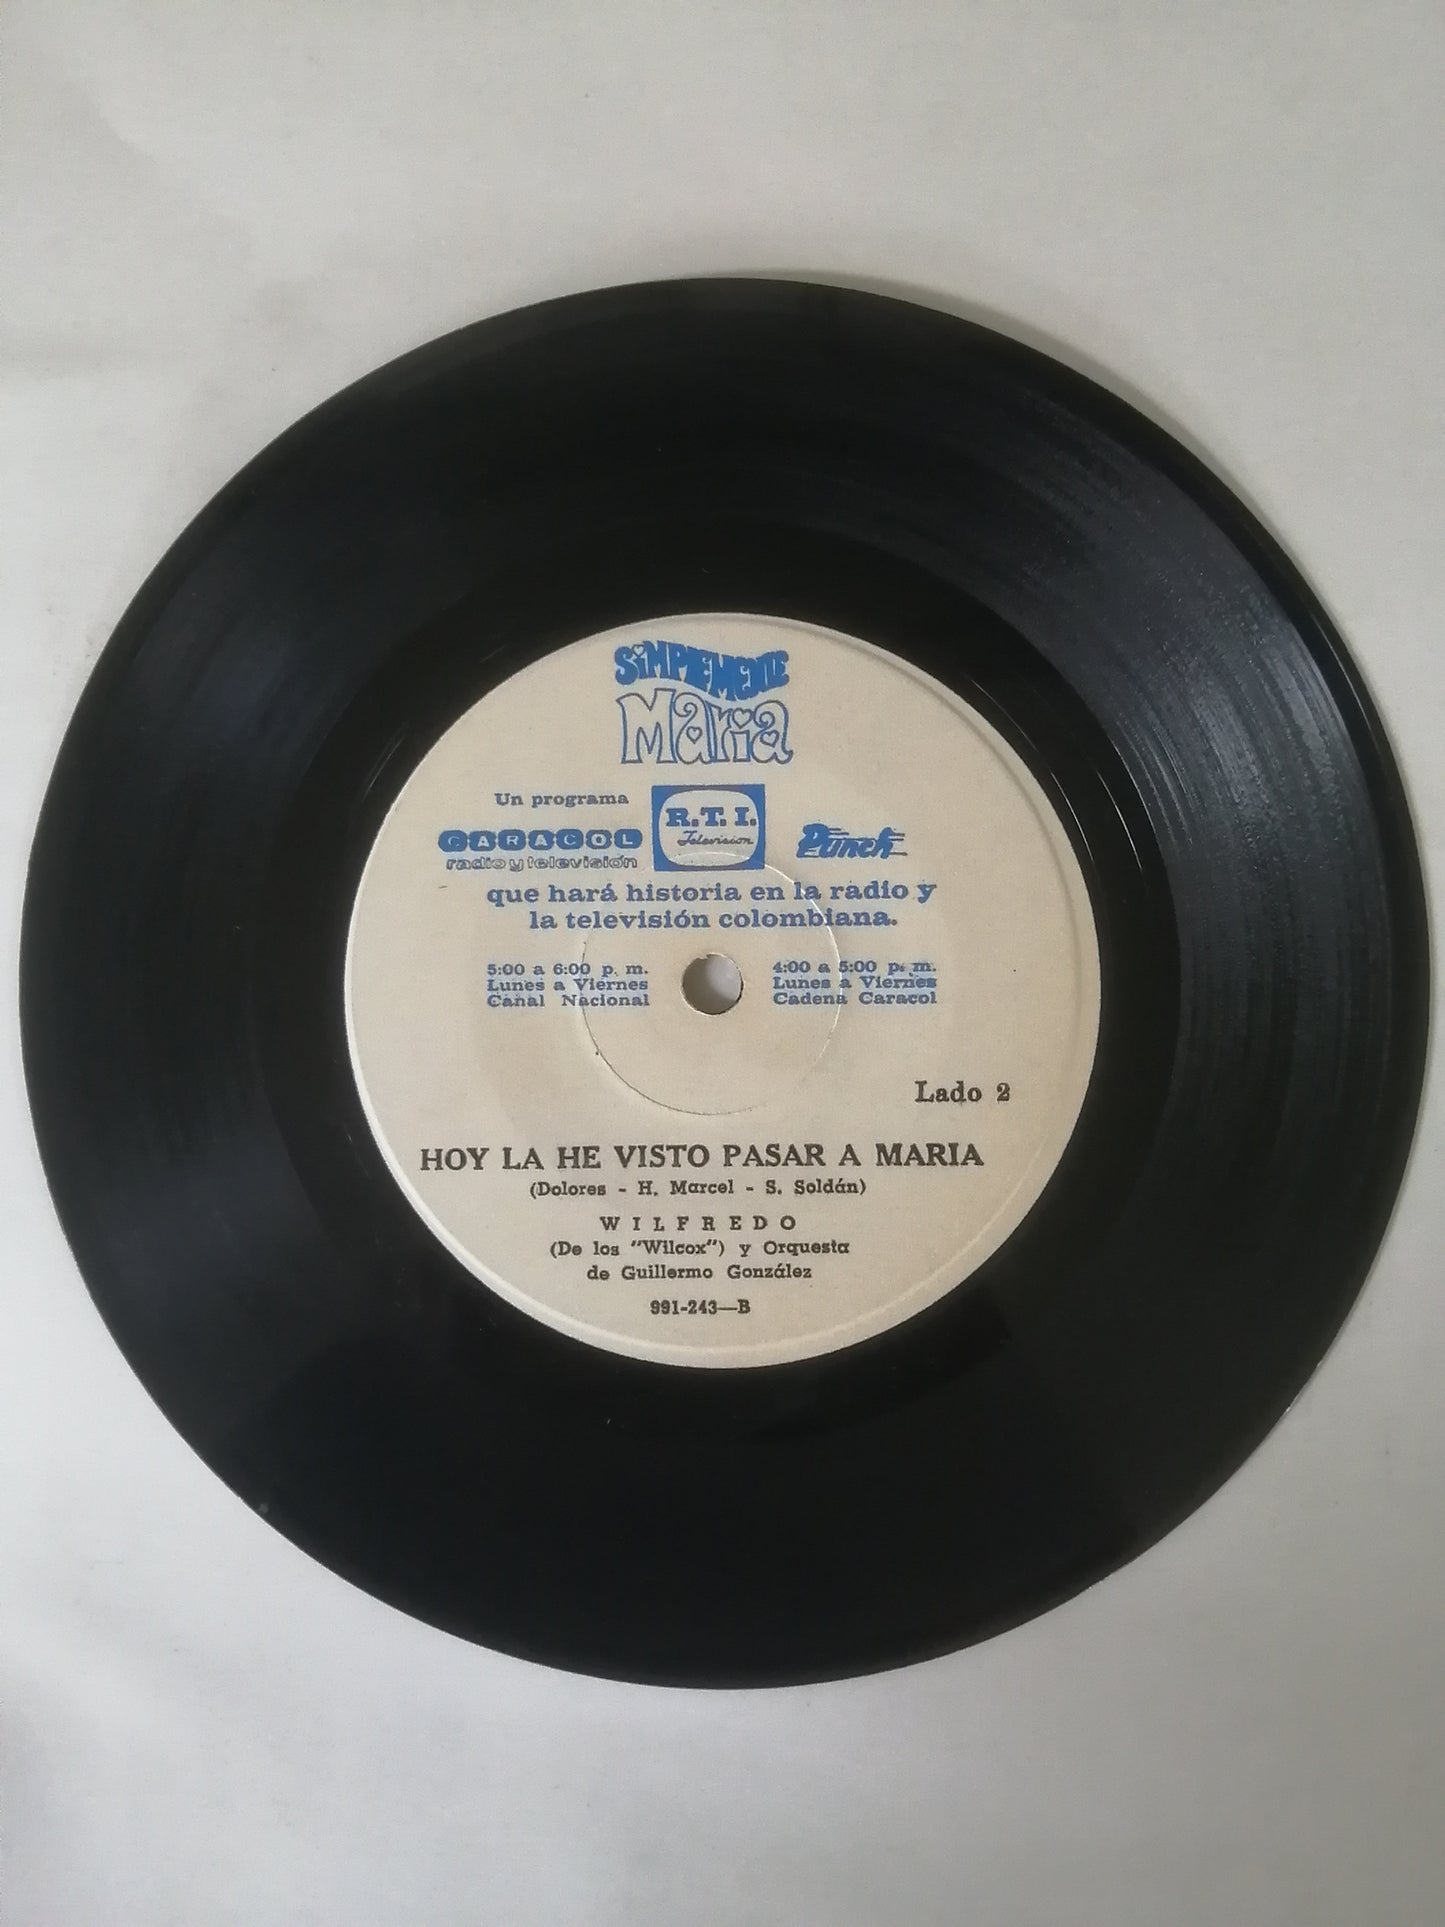 SIMPLEMENTE
Maria
Un programa
CARACOL
radio y televisión
R.T.I.
Televisión
Punch
que hará historia en la radio y
la televisión colombiana.
5:00 a 6:00 p. m.
Lunes a Viernes
Canal Nacional
4:00 a 5:00 p. m.
Lunes a Viernes
Cadena Caracol
Lado 2
HOY LA HE VISTO PASAR A MARIA
(Dolores - H. Marcel - S. Soldán)
WILFREDO
(De los "Wilcox") y Orquesta
de Guillermo González
991-243—B